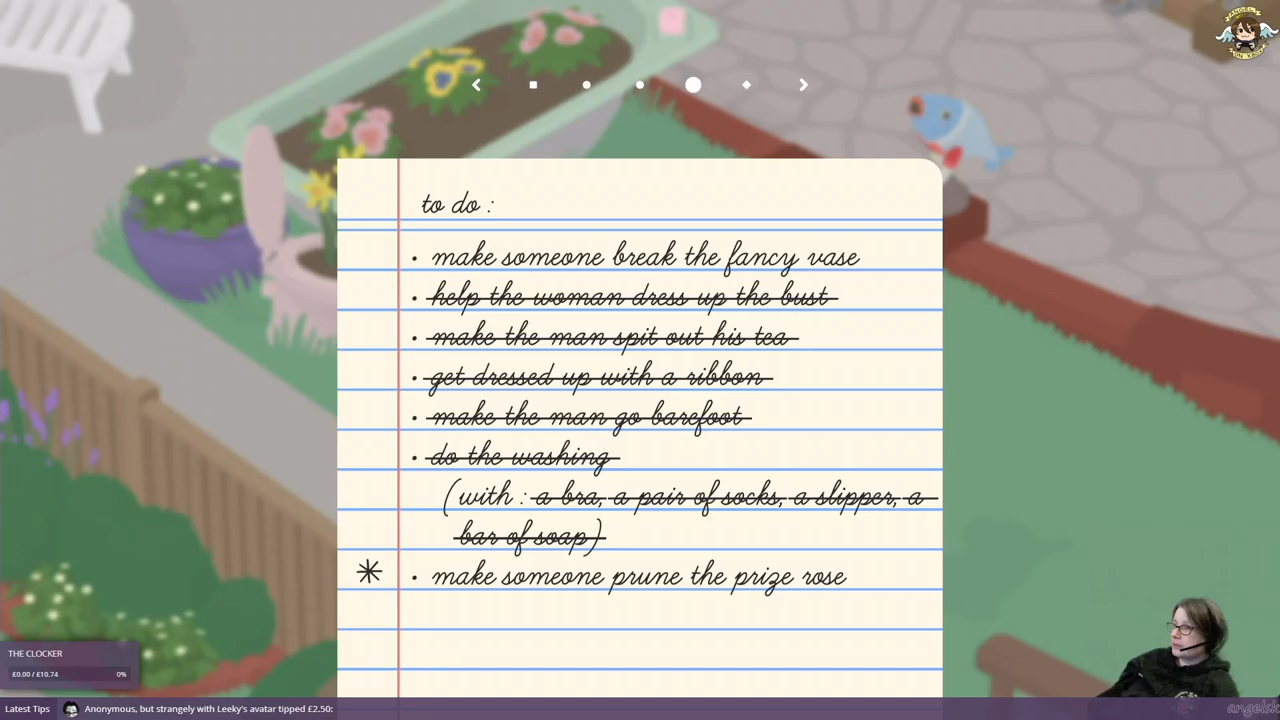 ANGEL
ON XBOX
to do :
• make someone break the fancy vase
• help the woman dress up the bust
• make the man spit out his tea
• get dressed up with a ribbon
• make the man go barefoot
• do the washing
(with : a bra, a pair of socks, a slipper, a
bar of soap)
* • make someone prune the prize rose
THE CLOCKER
£0.00 / £10.74 0%
Latest Tips Anonymous, but strangely with Leeky's avatar tipped £2.50: